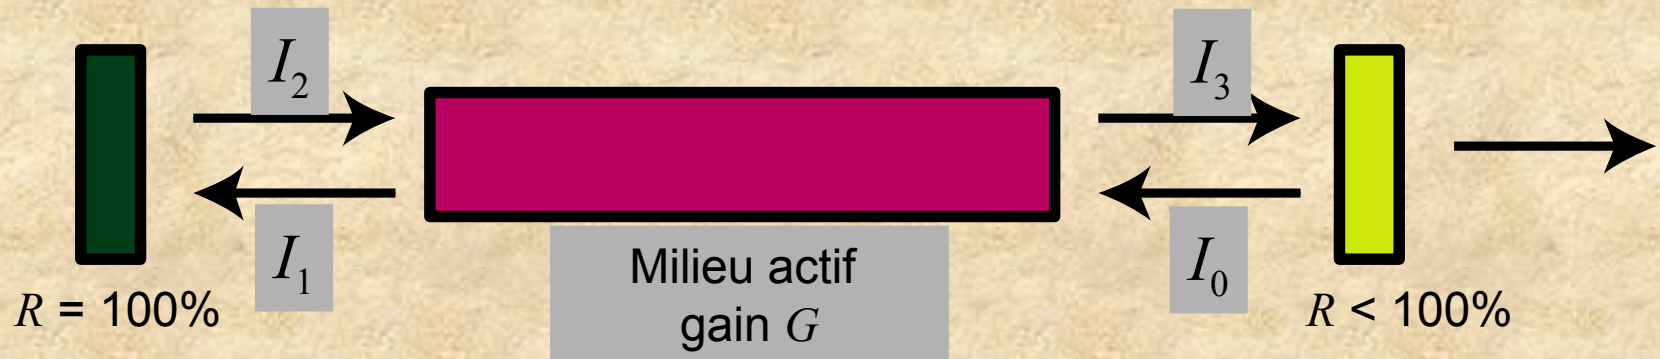 I₂
I₃
I₁
I₀
Milieu actif
gain G
R = 100%
R < 100%